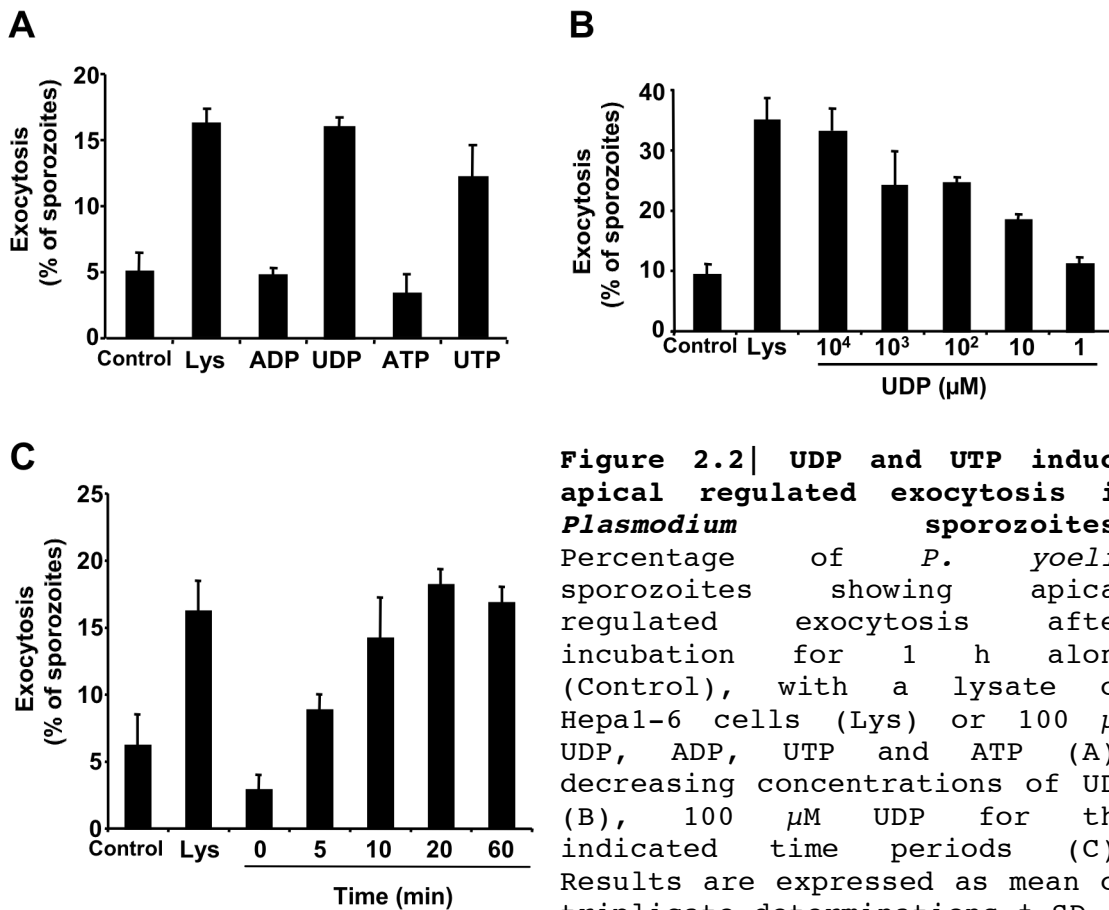 A
Exocytosis
(% of sporozoites)
20
15
10
5
0
Control Lys ADP UDP ATP UTP
B
Exocytosis
(% of sporozoites)
40
30
20
10
0
Control Lys 10⁴ 10³ 10² 10 1
UDP (µM)
C
Exocytosis
(% of sporozoites)
25
20
15
10
5
0
Control Lys 0 5 10 20 60
Time (min)
Figure 2.2| UDP and UTP induc
apical regulated exocytosis i
Plasmodium sporozoites
Percentage of P. yoeli
sporozoites showing apica
regulated exocytosis afte
incubation for 1 h alon
(Control), with a lysate o
Hepa1-6 cells (Lys) or 100 µ
UDP, ADP, UTP and ATP (A)
decreasing concentrations of UD
(B), 100 µM UDP for th
indicated time periods (C)
Results are expressed as mean o
triplicate determinations ± SD